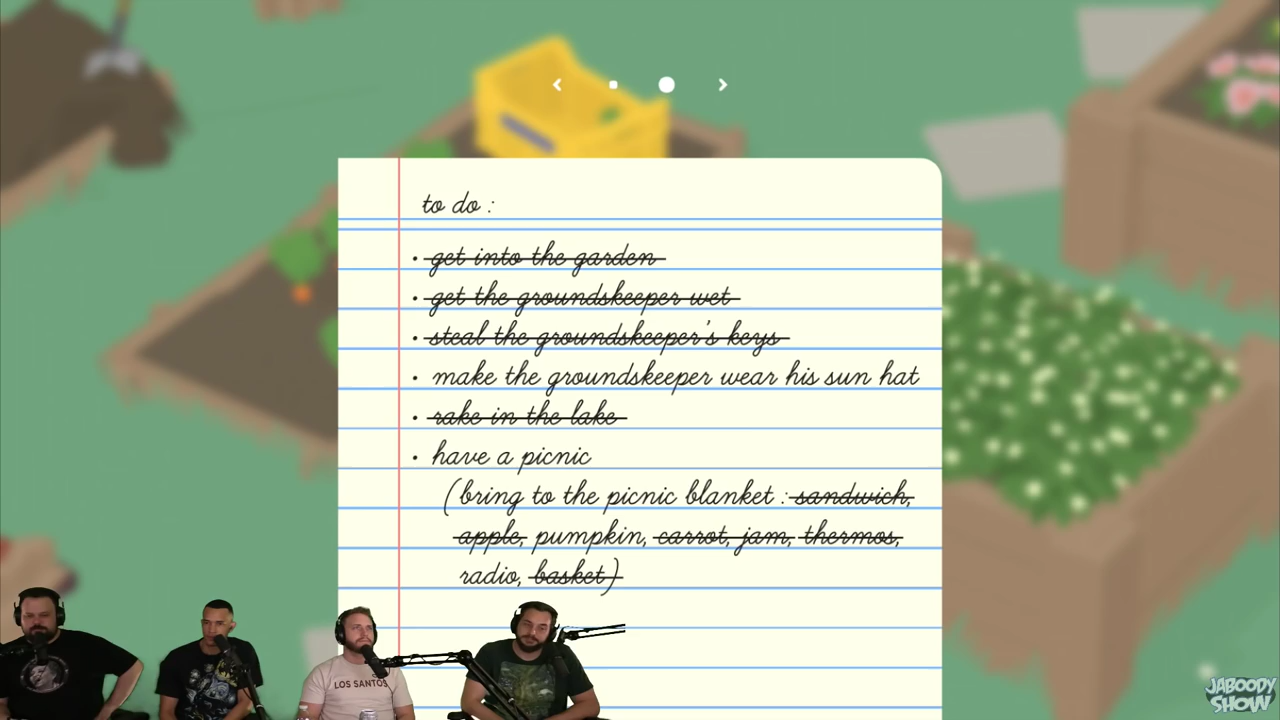 to do :
• get into the garden
• get the groundskeeper wet
• steal the groundskeeper's keys
• make the groundskeeper wear his sun hat
• rake in the lake
• have a picnic
(bring to the picnic blanket : sandwich,
apple, pumpkin, carrot, jam, thermos,
radio, basket)
LOS SANTOS
JABOODY
SHOW